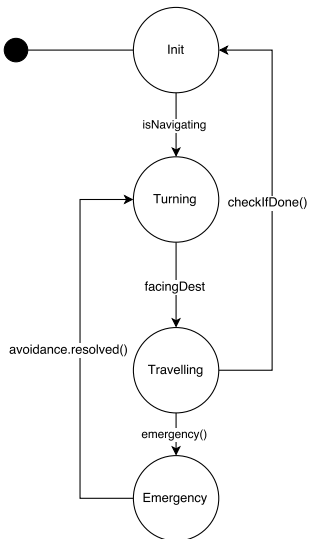 Init
isNavigating
Turning
checkIfDone()
facingDest
avoidance.resolved()
Travelling
emergency()
Emergency